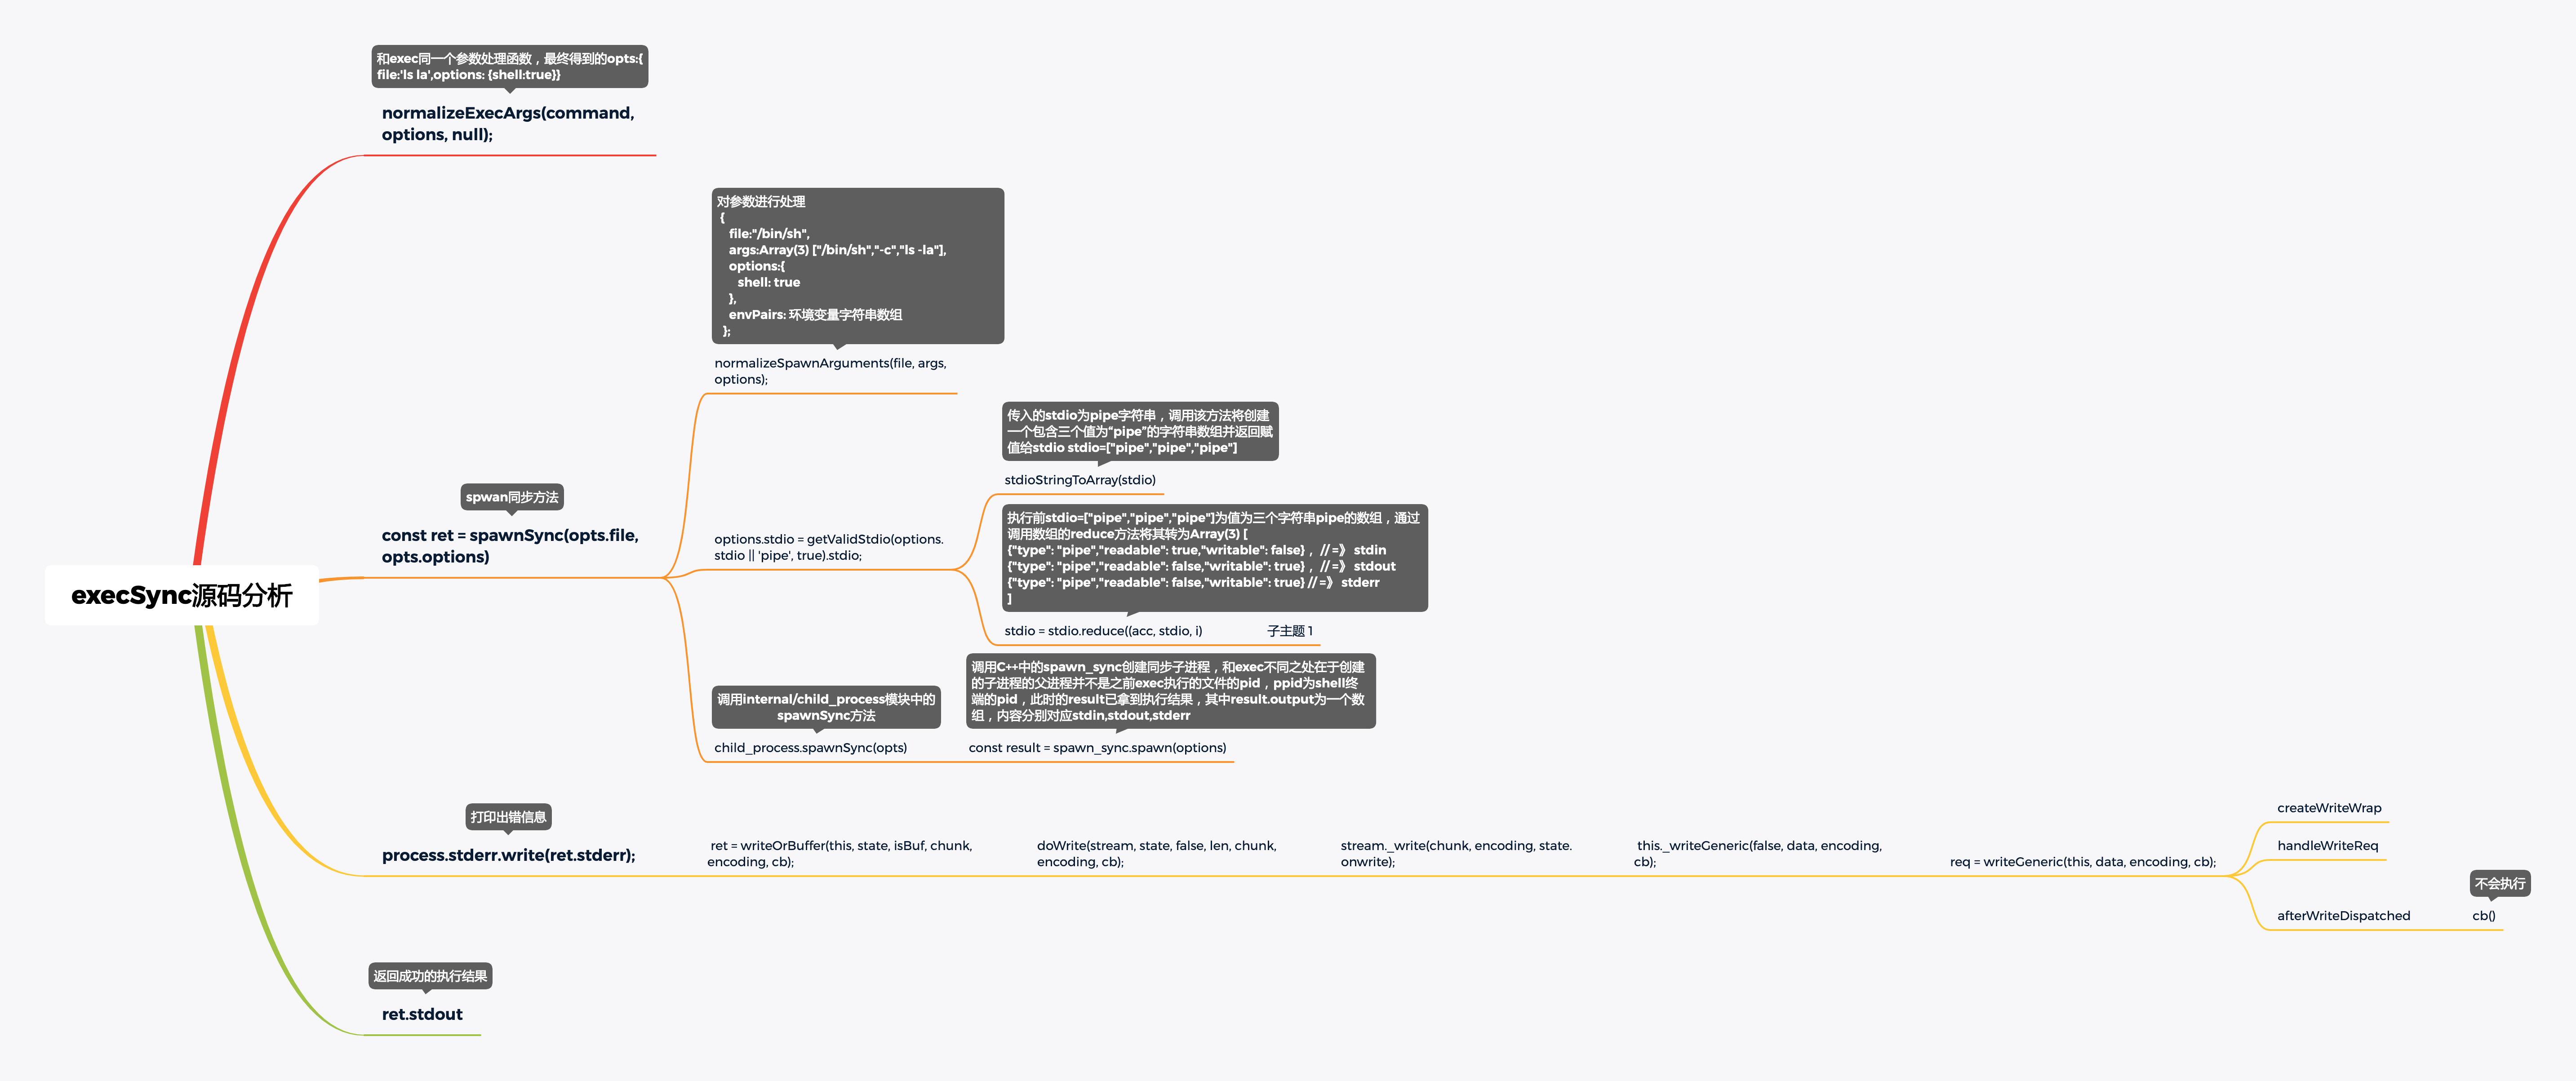 和exec同一个参数处理函数，最终得到的opts:{
file:'ls la',options: {shell:true}}
normalizeExecArgs(command,
options, null);
对参数进行处理
{
file:"/bin/sh",
args:Array(3) ["/bin/sh","-c","ls -la"],
options:{
shell: true
},
envPairs: 环境变量字符串数组
};
normalizeSpawnArguments(file, args,
options);
传入的stdio为pipe字符串，调用该方法将创建
一个包含三个值为“pipe”的字符串数组并返回赋
值给stdio stdio=["pipe","pipe","pipe"]
stdioStringToArray(stdio)
spwan同步方法
const ret = spawnSync(opts.file,
opts.options)
options.stdio = getValidStdio(options.
stdio || 'pipe', true).stdio;
执行前stdio=["pipe","pipe","pipe"]为值为三个字符串pipe的数组，通过
调用数组的reduce方法将其转为Array(3) [
{"type": "pipe","readable": true,"writable": false} ， // =》 stdin
{"type": "pipe","readable": false,"writable": true} ， // =》 stdout
{"type": "pipe","readable": false,"writable": true} // =》 stderr
]
stdio = stdio.reduce((acc, stdio, i)
子主题 1
execSync源码分析
调用internal/child_process模块中的
spawnSync方法
child_process.spawnSync(opts)
调用C++中的spawn_sync创建同步子进程，和exec不同之处在于创建
的子进程的父进程并不是之前exec执行的文件的pid，ppid为shell终
端的pid，此时的result已拿到执行结果，其中result.output为一个数
组，内容分别对应stdin,stdout,stderr
const result = spawn_sync.spawn(options)
打印出错信息
process.stderr.write(ret.stderr);
ret = writeOrBuffer(this, state, isBuf, chunk,
encoding, cb);
doWrite(stream, state, false, len, chunk,
encoding, cb);
stream._write(chunk, encoding, state.
onwrite);
this._writeGeneric(false, data, encoding,
cb);
req = writeGeneric(this, data, encoding, cb);
createWriteWrap
handleWriteReq
afterWriteDispatched
不会执行
cb()
返回成功的执行结果
ret.stdout